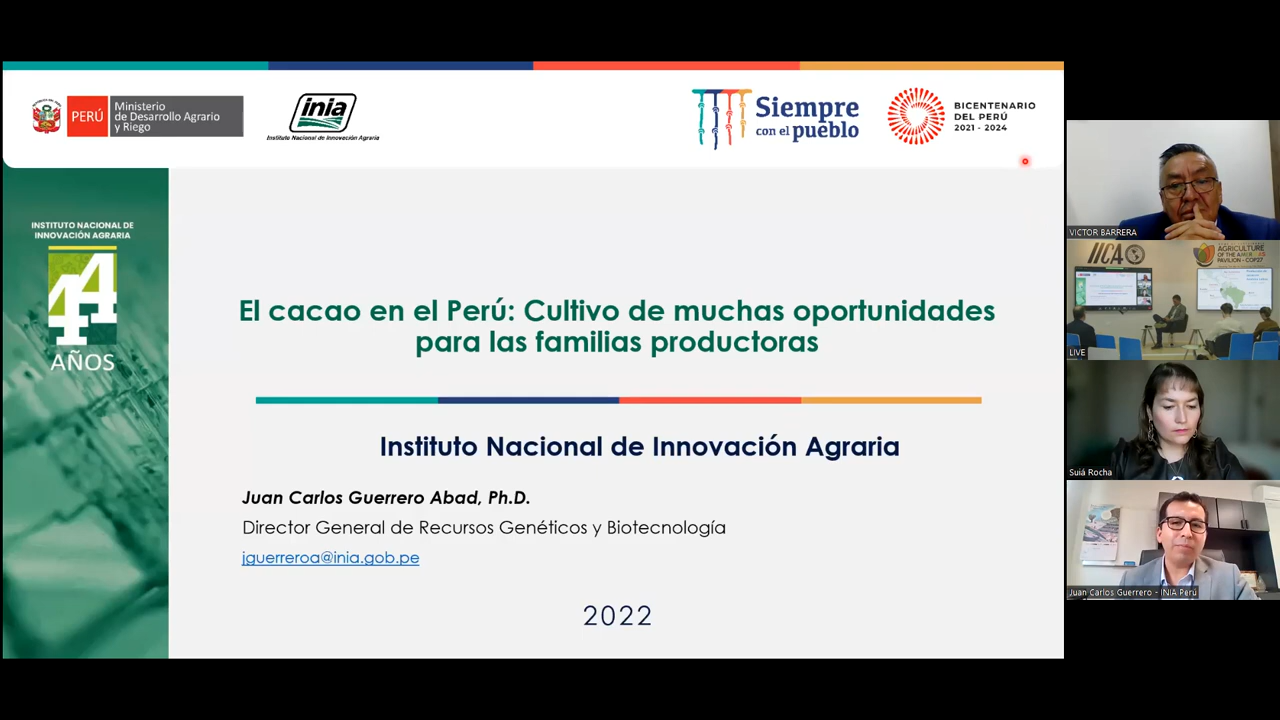 PERÚ
Ministerio
de Desarrollo Agrario
y Riego
inia
Instituto Nacional de Innovación Agraria
Siempre
con el pueblo
BICENTENARIO
DEL PERÚ
2021 - 2024
INSTITUTO NACIONAL DE
INNOVACIÓN AGRARIA
44
AÑOS
El cacao en el Perú: Cultivo de muchas oportunidades
para las familias productoras
Instituto Nacional de Innovación Agraria
Juan Carlos Guerrero Abad, Ph.D.
Director General de Recursos Genéticos y Biotecnología
jguerreroa@inia.gob.pe
2022
VICTOR BARRERA
IICA
AGRICULTURE
OF THE AMERICAS
PAVILION - COP27
LIVE
Suiá Rocha
Juan Carlos Guerrero - INIA Perú